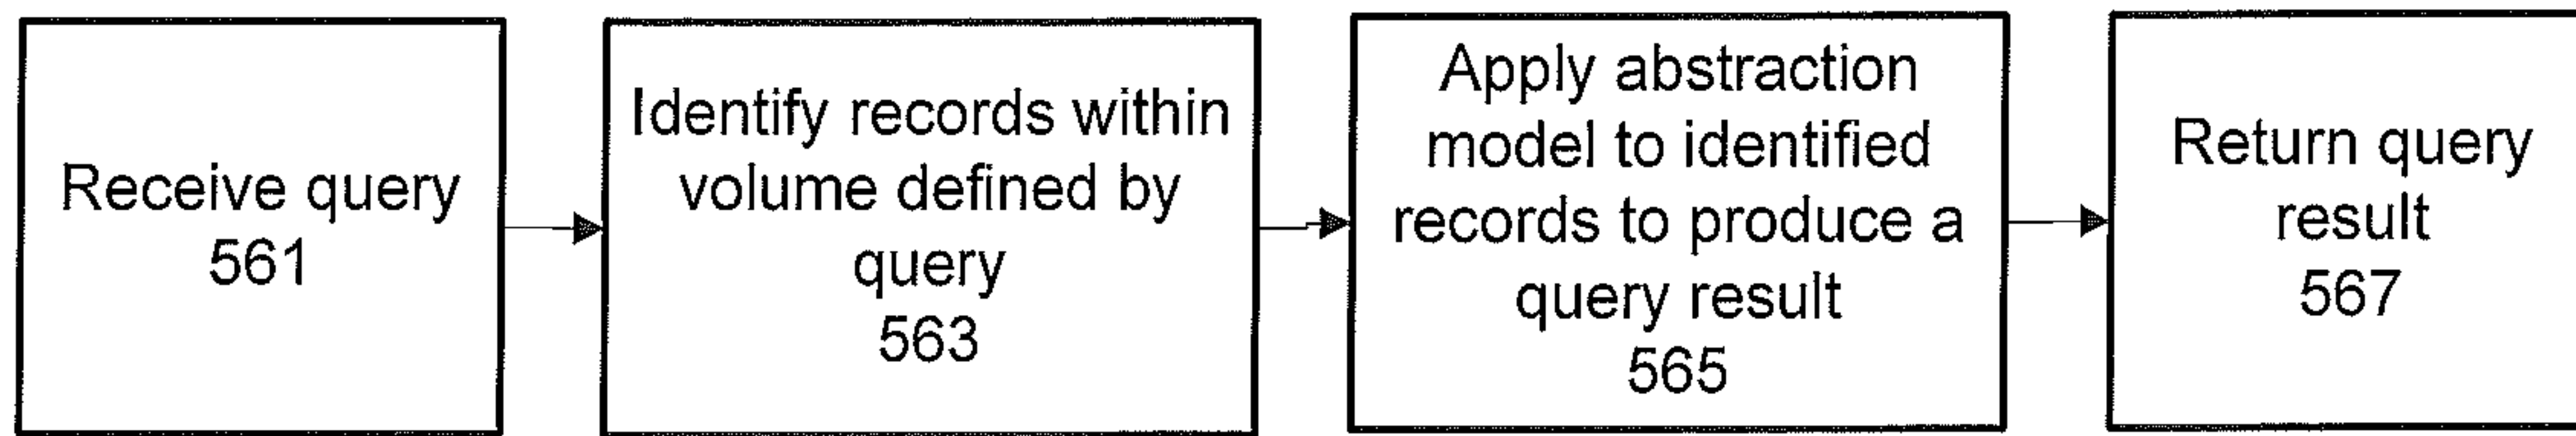 Receive query
561
Identify records within
volume defined by
query
563
Apply abstraction
model to identified
records to produce a
query result
565
Return query
result
567